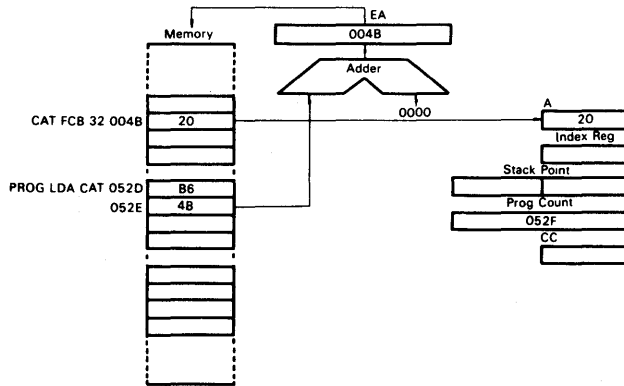 EA
Memory
004B
Adder
0000
A
CAT FCB 32 004B 20 20
Index Reg
Stack Point
PROG LDA CAT 052D B6
Prog Count
052E 4B
052F
CC